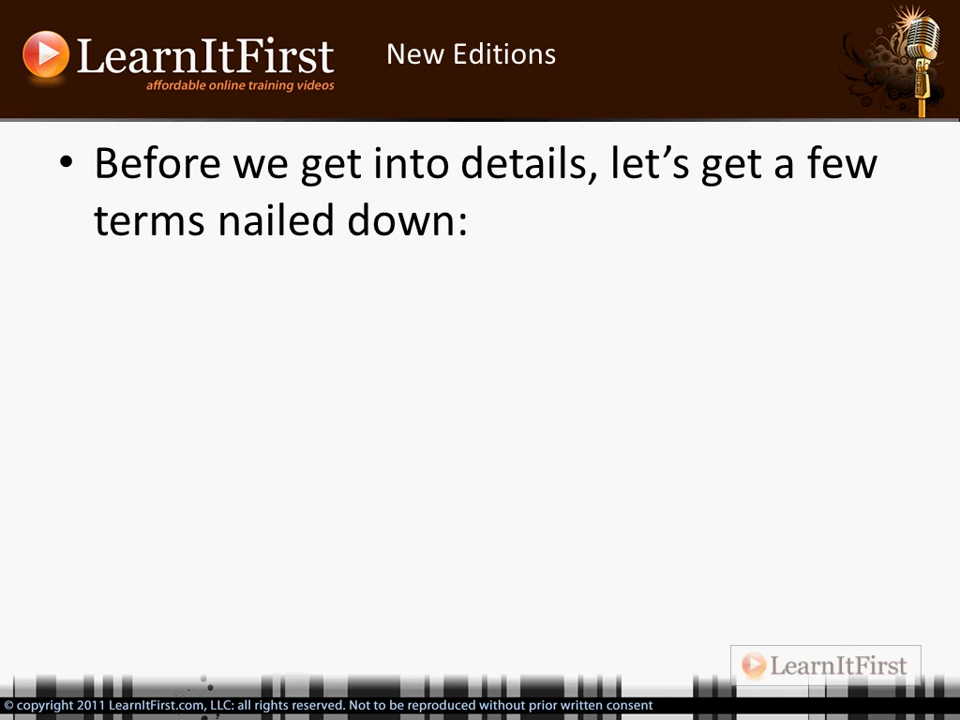 LearnItFirst
affordable online training videos
New Editions
• Before we get into details, let’s get a few
terms nailed down:
LearnItFirst
© copyright 2011 LearnItFirst.com, LLC: all rights reserved. Not to be reproduced without prior written consent